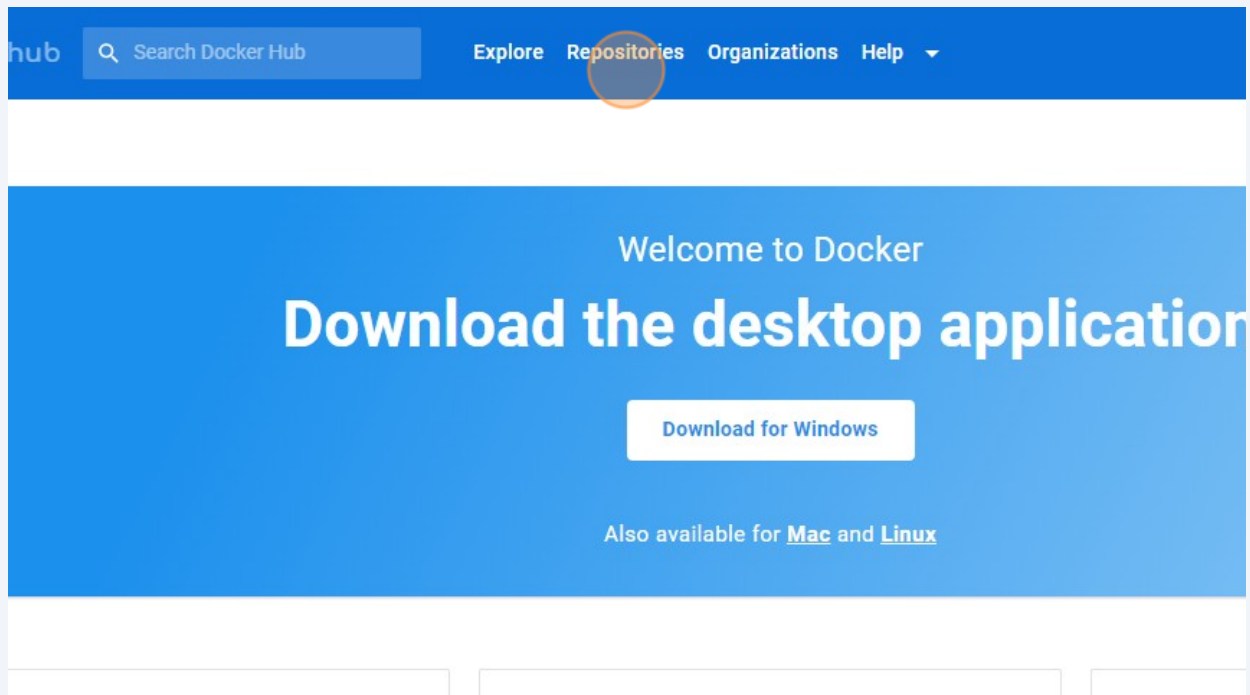 hub Search Docker Hub Explore Repositories Organizations Help
Welcome to Docker
Download the desktop application
Download for Windows
Also available for Mac and Linux